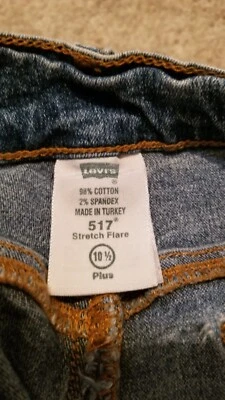 LEVI'S
®
98% COTTON
2% SPANDEX
MADE IN TURKEY
517*
Stretch Flare
10 ½
Plus